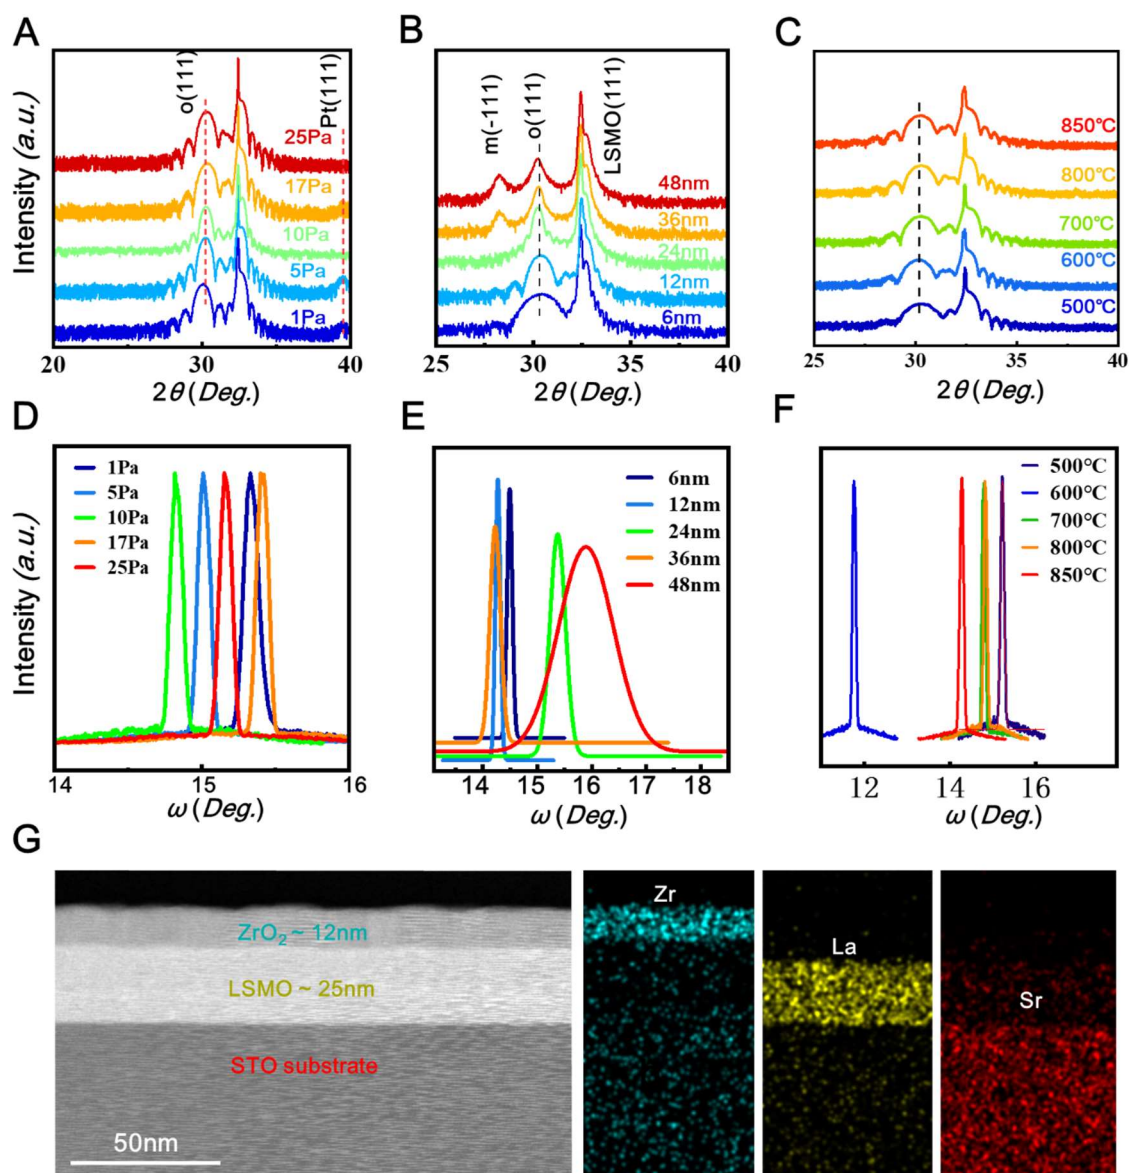 A
o(111)
Pt(111)
25Pa
17Pa
10Pa
5Pa
1Pa
Intensity (a.u.)
20 30 40
2θ (Deg.)
B
m(-111)
o(111)
LSMO(111)
48nm
36nm
24nm
12nm
6nm
25 30 35 40
2θ (Deg.)
C
850℃
800℃
700℃
600℃
500℃
25 30 35 40
2θ (Deg.)
D
1Pa
5Pa
10Pa
17Pa
25Pa
Intensity (a.u.)
14 15 16
ω (Deg.)
E
6nm
12nm
24nm
36nm
48nm
14 15 16 17 18
ω (Deg.)
F
500°C
600°C
700°C
800°C
850°C
12 14 16
ω (Deg.)
G
ZrO₂ ~ 12nm
LSMO ~ 25nm
STO substrate
50nm
Zr
La
Sr